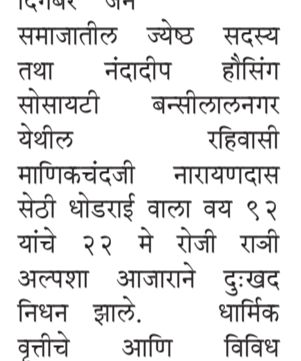 दिगंबर जैन
समाजातील ज्येष्ठ सदस्य
तथा नंदादीप हौसिंग
सोसायटी बन्सीलालनगर
येथील रहिवासी
माणिकचंदजी नारायणदास
सेठी धोडराई वाला वय ९२
यांचे २२ मे रोजी रात्री
अल्पशा आजाराने दुःखद
निधन झाले. धार्मिक
वृत्तीचे आणि विविध